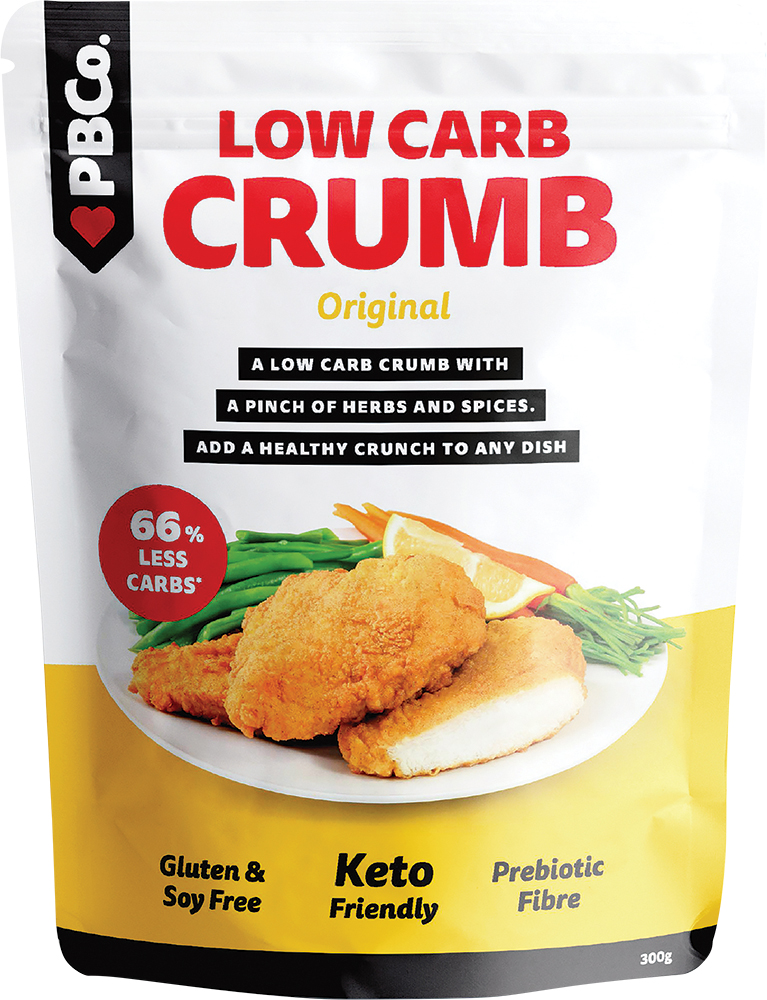 PBCo.
LOW CARB
CRUMB
Original
A LOW CARB CRUMB WITH
A PINCH OF HERBS AND SPICES.
ADD A HEALTHY CRUNCH TO ANY DISH
66%
LESS
CARBS*
Gluten &
Soy Free
Keto
Friendly
Prebiotic
Fibre
300g